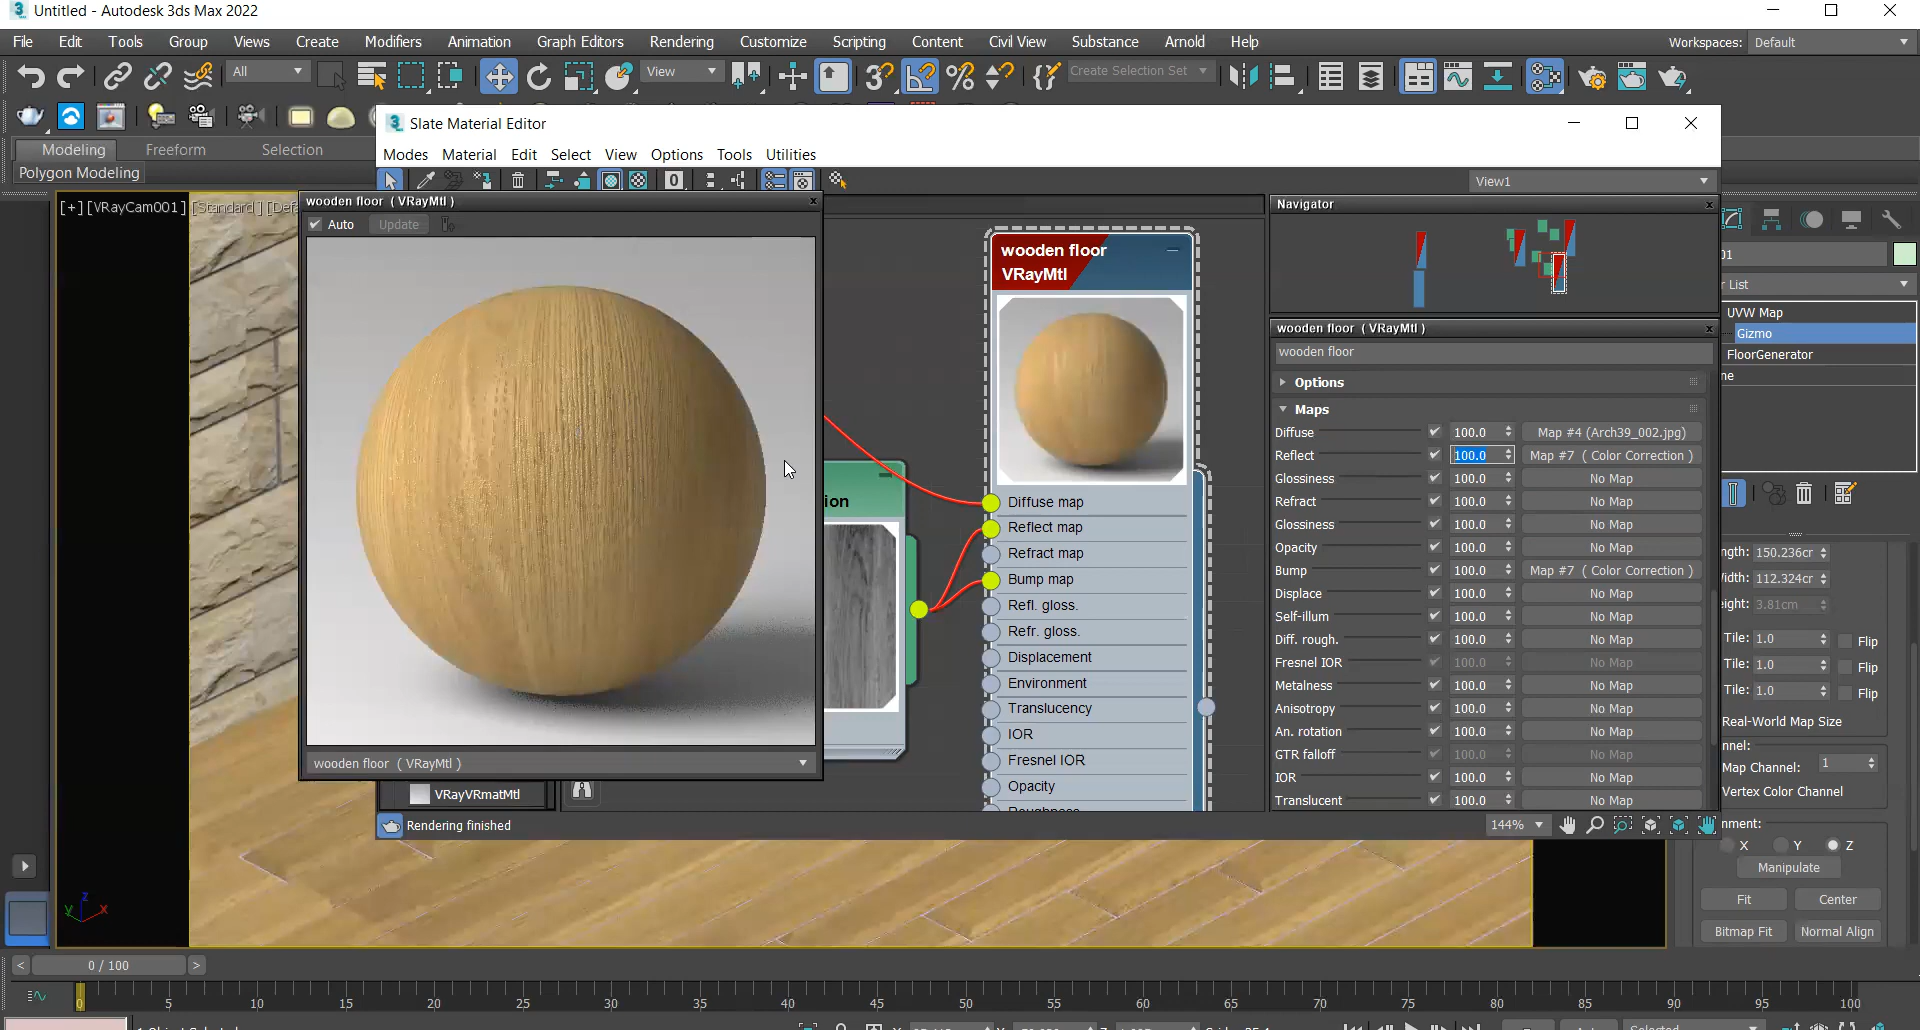 Untitled - Autodesk 3ds Max 2022
File Edit Tools Group Views Create Modifiers Animation Graph Editors Rendering Customize Scripting Content Civil View Substance Arnold Help
Workspaces: Default
All
View
Create Selection Set
Modeling Freeform Selection
Polygon Modeling
Slate Material Editor
Modes Material Edit Select View Options Tools Utilities
View1
[+] [VRayCam001] [Standard] [Def
wooden floor ( VRayMtl )
Auto Update
wooden floor ( VRayMtl )
VRayVRmatMtl
Rendering finished
144%
ion
wooden floor
VRayMtl
Diffuse map
Reflect map
Refract map
Bump map
Refl. gloss.
Refr. gloss.
Displacement
Environment
Translucency
IOR
Fresnel IOR
Opacity
Navigator
wooden floor ( VRayMtl )
wooden floor
Options
Maps
Diffuse 100.0 Map #4 (Arch39_002.jpg)
Reflect 100.0 Map #7 ( Color Correction )
Glossiness 100.0 No Map
Refract 100.0 No Map
Glossiness 100.0 No Map
Opacity 100.0 No Map
Bump 100.0 Map #7 ( Color Correction )
Displace 100.0 No Map
Self-illum 100.0 No Map
Diff. rough. 100.0 No Map
Fresnel IOR 100.0 No Map
Metalness 100.0 No Map
Anisotropy 100.0 No Map
An. rotation 100.0 No Map
GTR falloff 100.0 No Map
IOR 100.0 No Map
Translucent 100.0 No Map
01
r List
UVW Map
Gizmo
FloorGenerator
ne
ngth: 150.236cr
idth: 112.324cr
eight: 3.81cm
Tile: 1.0 Flip
Tile: 1.0 Flip
Tile: 1.0 Flip
Real-World Map Size
nnel:
Map Channel: 1
Vertex Color Channel
nment:
X Y Z
Manipulate
Fit Center
Bitmap Fit Normal Align
z
y x
< 0 / 100 >
0 5 10 15 20 25 30 35 40 45 50 55 60 65 70 75 80 85 90 95 100